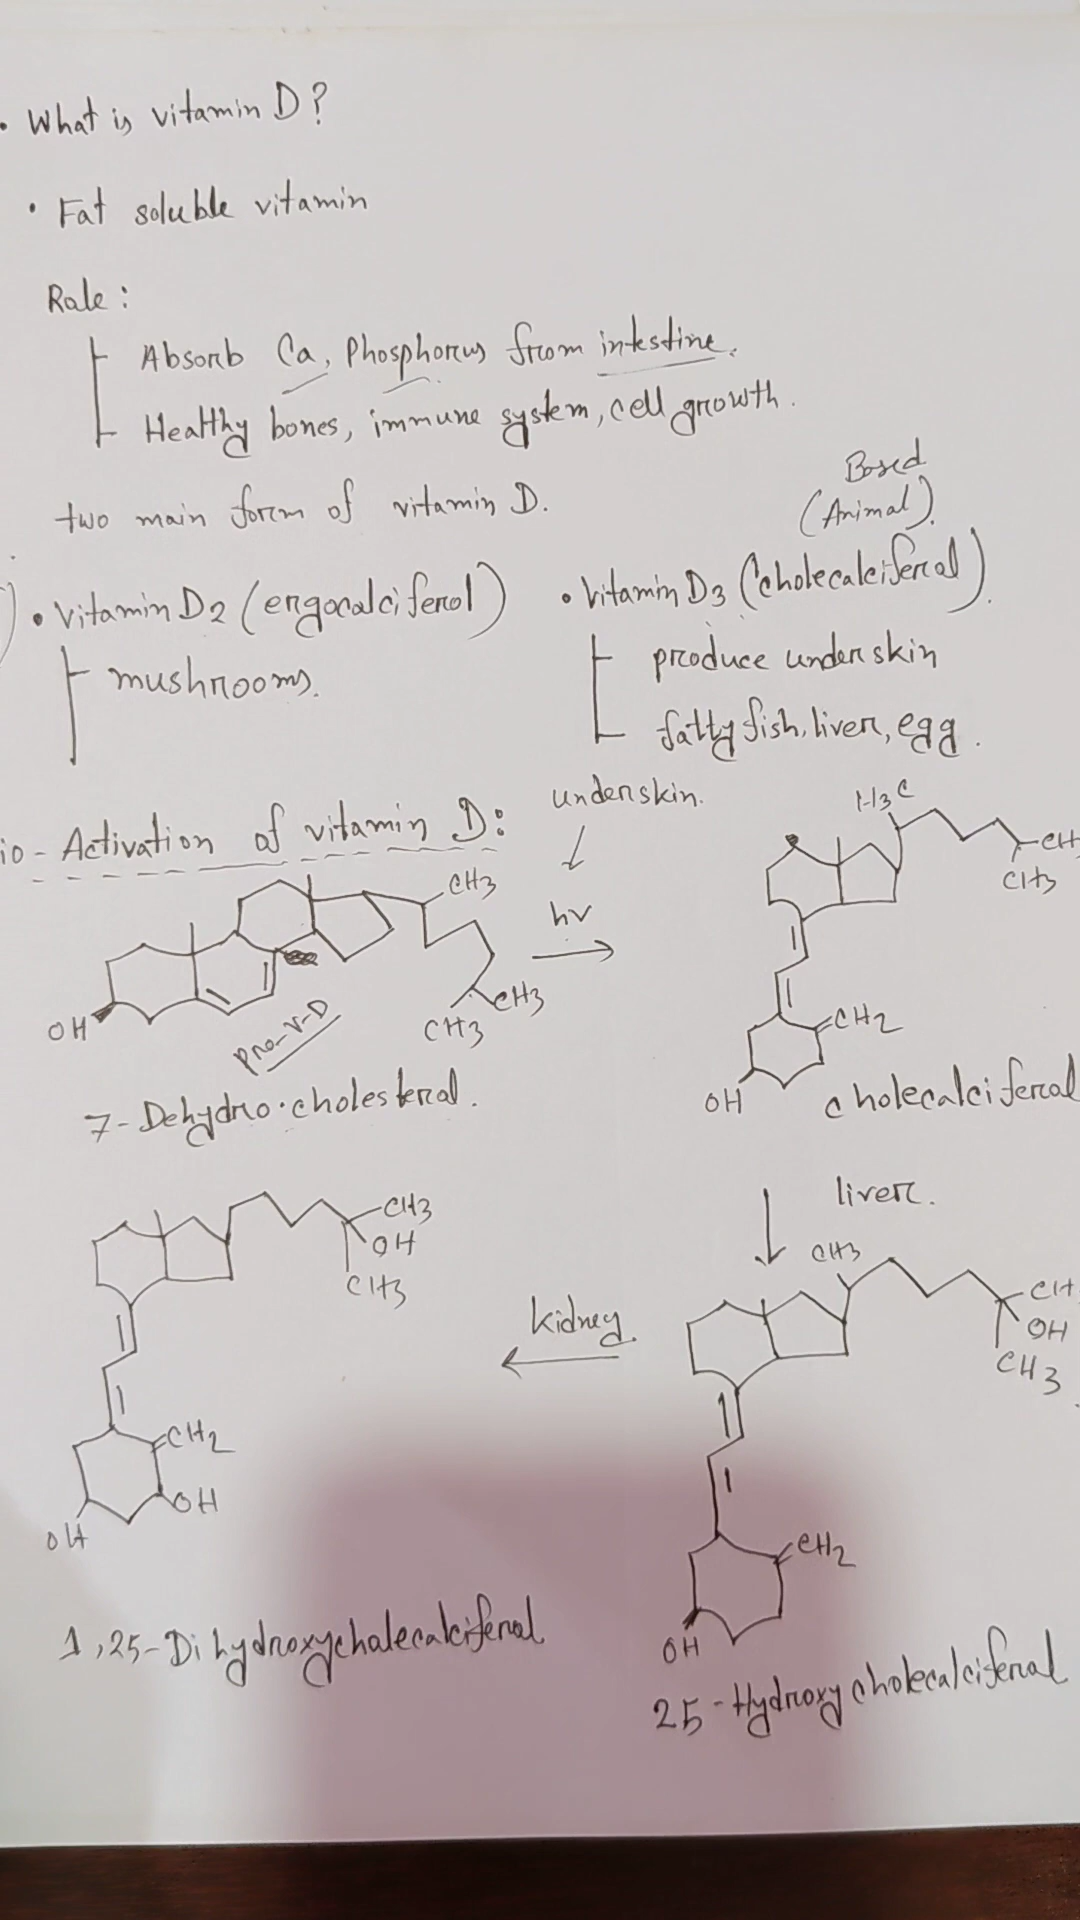 • What is vitamin D?
• Fat soluble vitamin
Role:
Absorb Ca, Phosphorus from intestine.
Healthy bones, immune system, cell growth.
two main form of vitamin D.
Based
(Animal).
• Vitamin D2 (ergocalciferol)
mushrooms.
• Vitamin D3 (cholecalciferol).
produce under skin
fatty fish, liver, egg.
io-Activation of vitamin D:
under skin.
hv
CH3
CH3
CH3
OH
pro-V-D
7-Dehydro.cholesterol.
H3C
CH
CH3
CH2
OH
cholecalciferol
liver.
CH3
CH
OH
CH3
CH2
OH
25-Hydroxycholecalciferol
kidney
CH3
OH
CH3
CH2
OH
OH
1,25-Dihydroxycholecalciferol